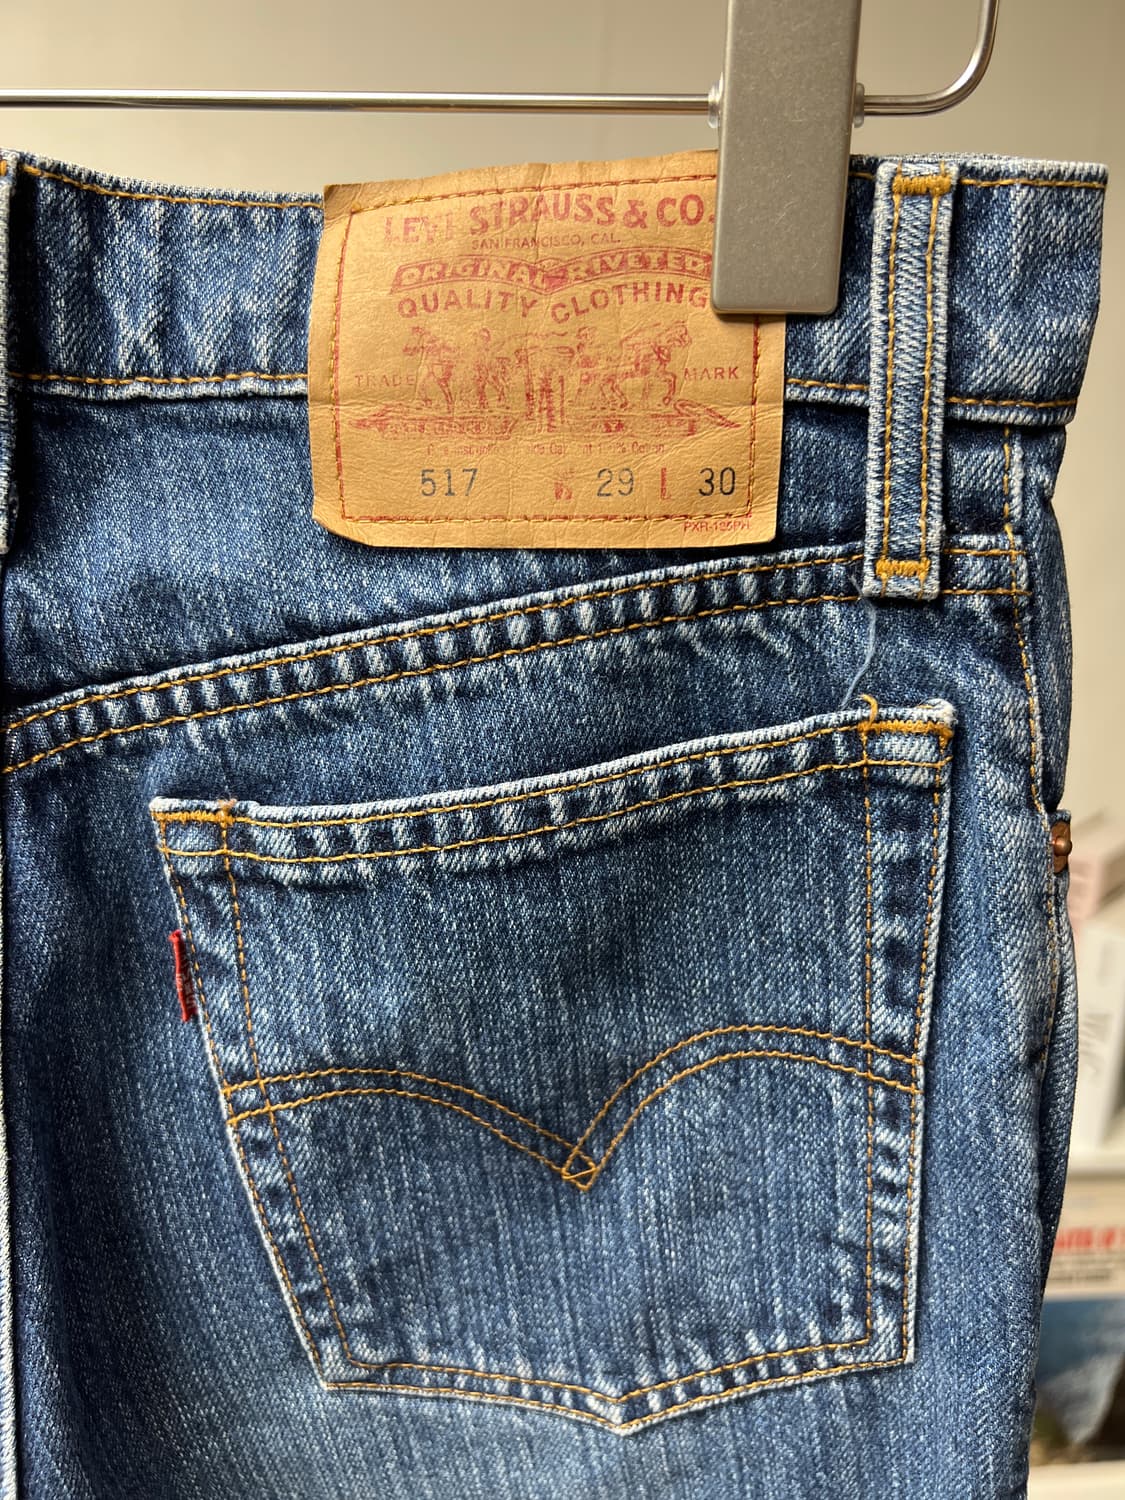 LEVI STRAUSS & CO.
SAN FRANCISCO, CAL.
ORIGINAL RIVETED
QUALITY CLOTHING
TRADE MARK
517 W 29 L 30